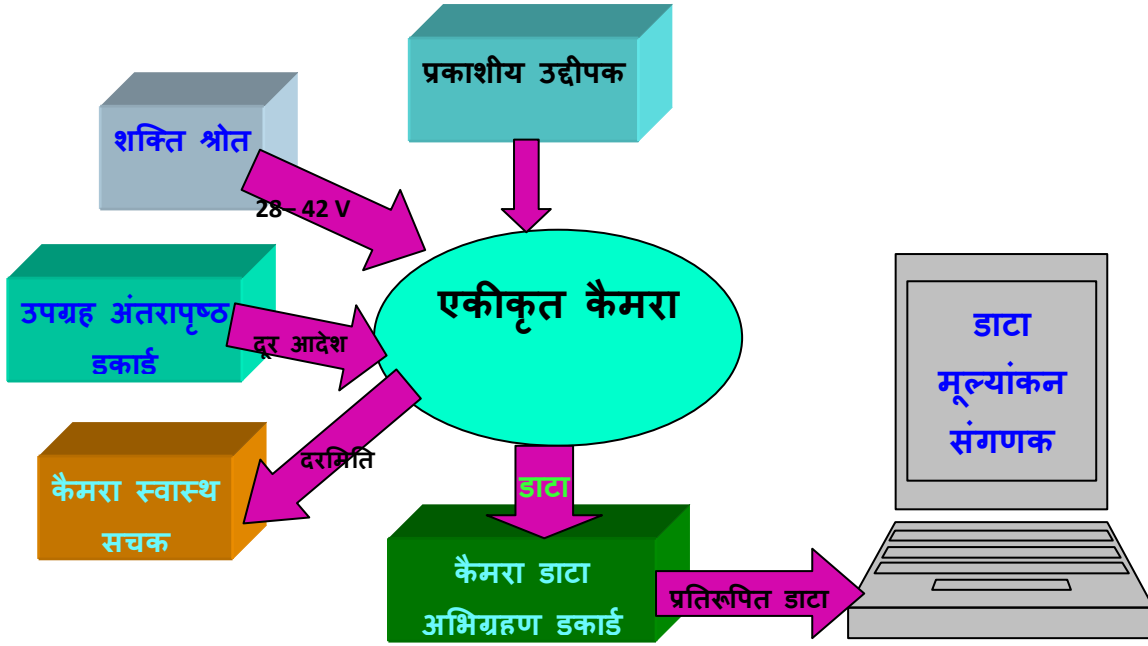 प्रकाशीय उद्दीपक
शक्ति श्रोत
28– 42 V
उपग्रह अंतरापृष्ठ
डकार्ड
दूर आदेश
एकीकृत कैमरा
डाटा
मूल्यांकन
संगणक
दरमिति
कैमरा स्वास्थ
सचक
डाटा
कैमरा डाटा
अभिग्रहण डकार्ड
प्रतिरूपित डाटा